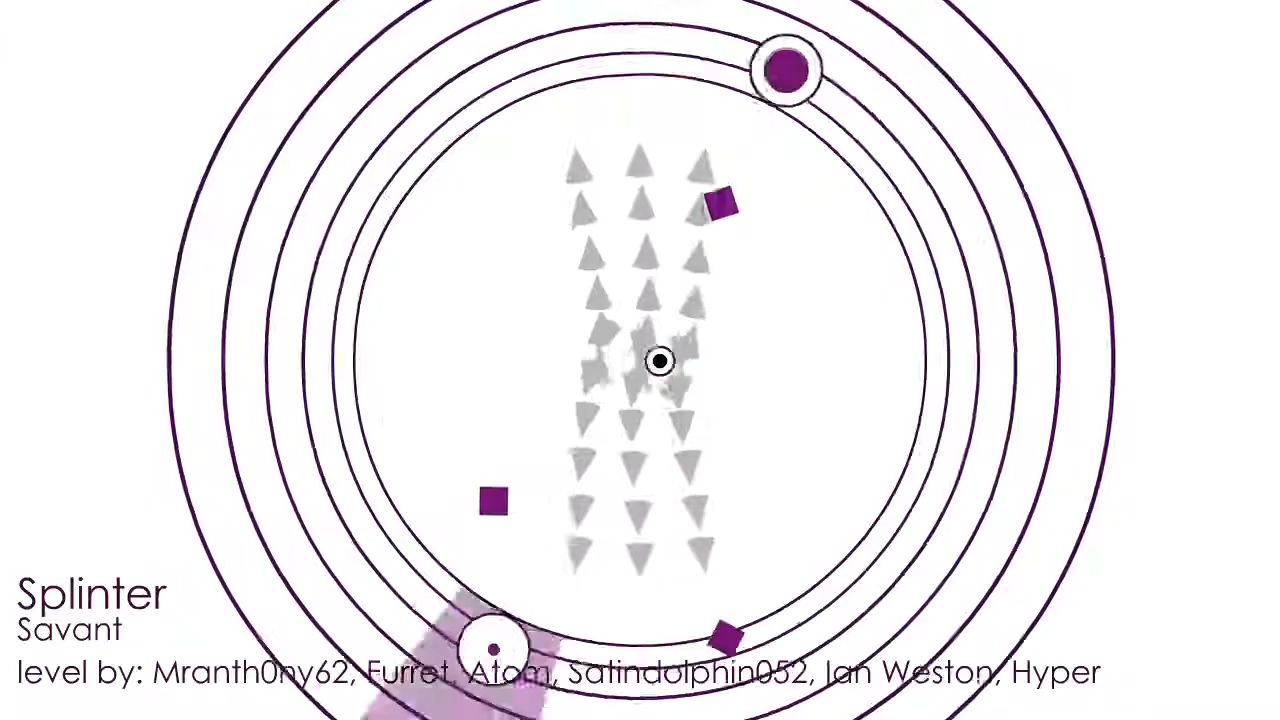 Splinter
Savant
level by: Mranth0ny62, Furret, Atom, Satindolphin052, Ian Weston, Hyper